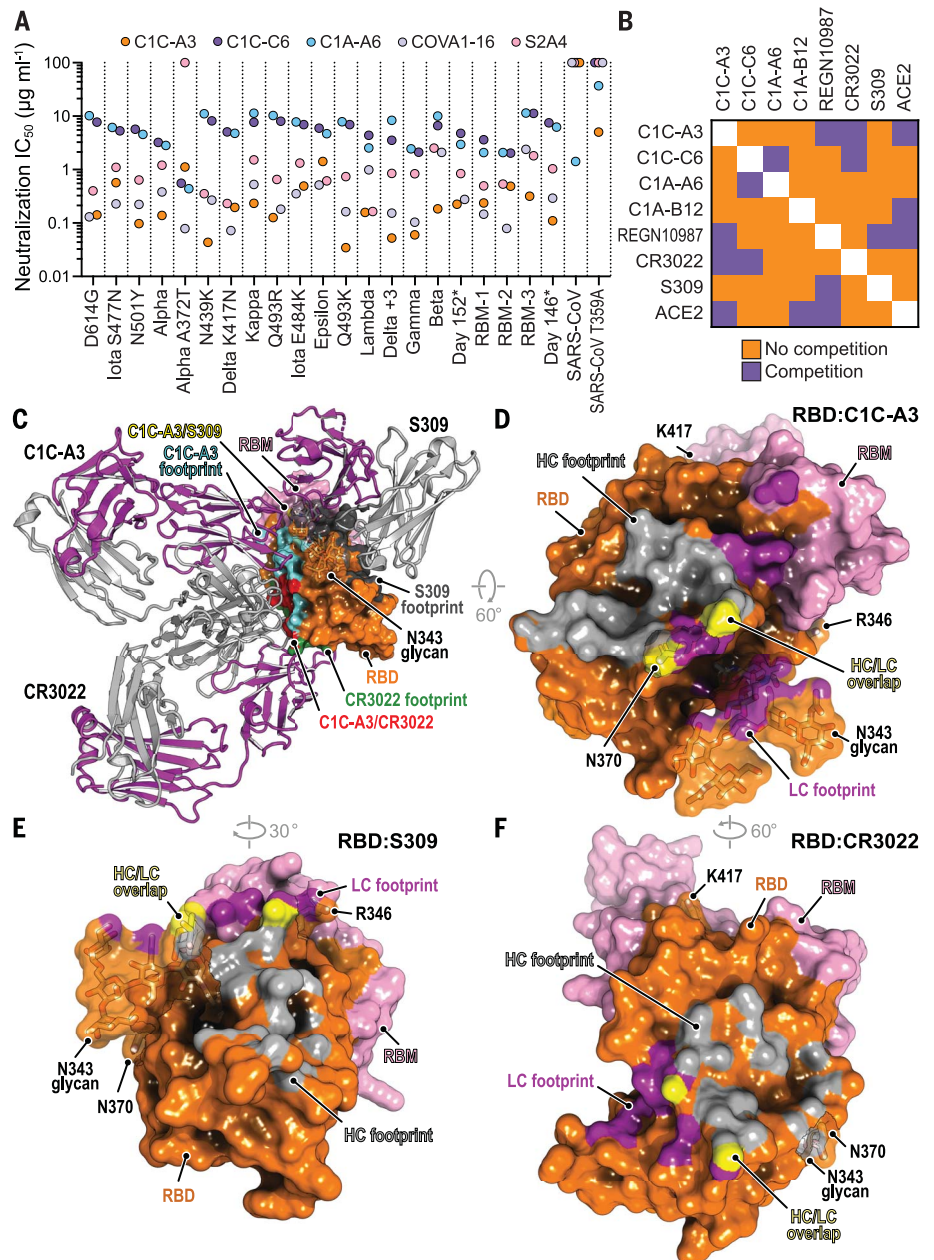 A
C1C-A3 C1C-C6 C1A-A6 COVA1-16 S2A4
Neutralization IC50 (µg ml-1)
100
10
1
0.1
0.01
D614G
Iota S477N
N501Y
Alpha
Alpha A372T
N439K
Delta K417N
Kappa
Q493R
Iota E484K
Epsilon
Q493K
Lambda
Delta +3
Gamma
Beta
Day 152*
RBM-1
RBM-2
RBM-3
Day 146*
SARS-CoV
SARS-CoV T359A
B
C1C-A3
C1C-C6
C1A-A6
C1A-B12
REGN10987
CR3022
S309
ACE2
C1C-A3
C1C-C6
C1A-A6
C1A-B12
REGN10987
CR3022
S309
ACE2
No competition
Competition
C
C1C-A3
C1C-A3/S309
RBM
C1C-A3
footprint
S309
S309
footprint
N343
glycan
RBD
CR3022
CR3022 footprint
C1C-A3/CR3022
60°
D
RBD:C1C-A3
K417
HC footprint
RBM
RBD
R346
HC/LC
overlap
N370
N343
glycan
LC footprint
E
30°
RBD:S309
HC/LC
overlap
LC footprint
R346
RBM
N343
glycan
N370
HC footprint
RBD
F
60°
RBD:CR3022
K417
RBD
RBM
HC footprint
LC footprint
N370
N343
glycan
HC/LC
overlap